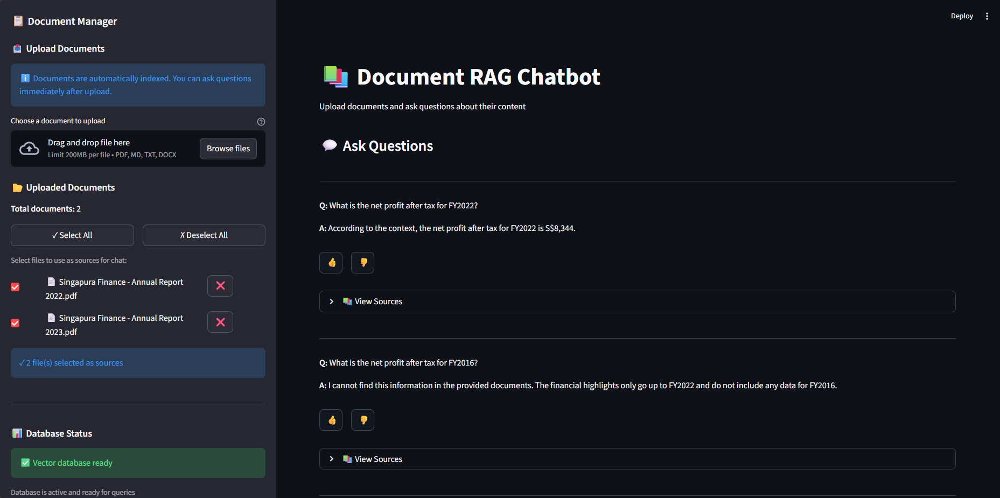 Document Manager
Upload Documents
Documents are automatically indexed. You can ask questions
immediately after upload.
Choose a document to upload
Drag and drop file here
Limit 200MB per file • PDF, MD, TXT, DOCX
Browse files
Uploaded Documents
Total documents: 2
✓ Select All
✗ Deselect All
Select files to use as sources for chat:
Singapura Finance - Annual Report
2022.pdf
Singapura Finance - Annual Report
2023.pdf
✓ 2 file(s) selected as sources
Database Status
Vector database ready
Database is active and ready for queries
Deploy
Document RAG Chatbot
Upload documents and ask questions about their content
Ask Questions
Q: What is the net profit after tax for FY2022?
A: According to the context, the net profit after tax for FY2022 is S$8,344.
View Sources
Q: What is the net profit after tax for FY2016?
A: I cannot find this information in the provided documents. The financial highlights only go up to FY2022 and do not include any data for FY2016.
View Sources